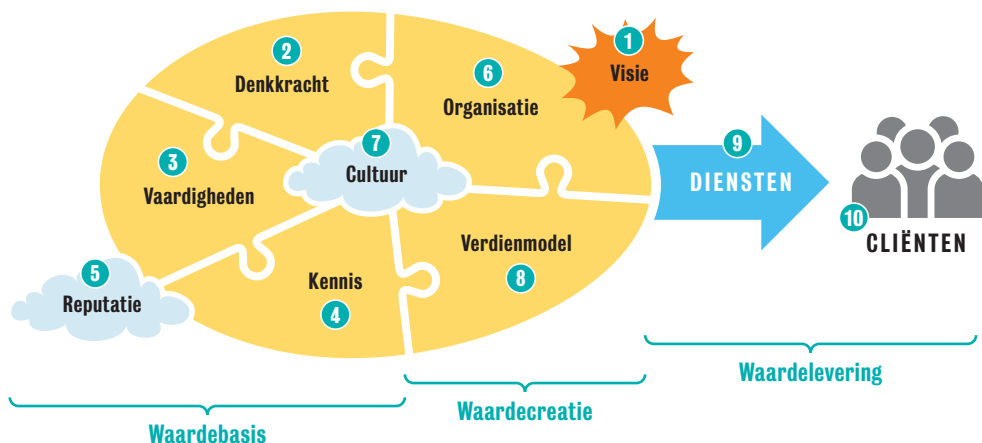 1
Visie
2
Denkkracht
6
Organisatie
3
Vaardigheden
7
Cultuur
9
DIENSTEN
10
CLIËNTEN
5
Reputatie
Kennis
4
Verdienmodel
8
Waardebasis
Waardecreatie
Waardelevering